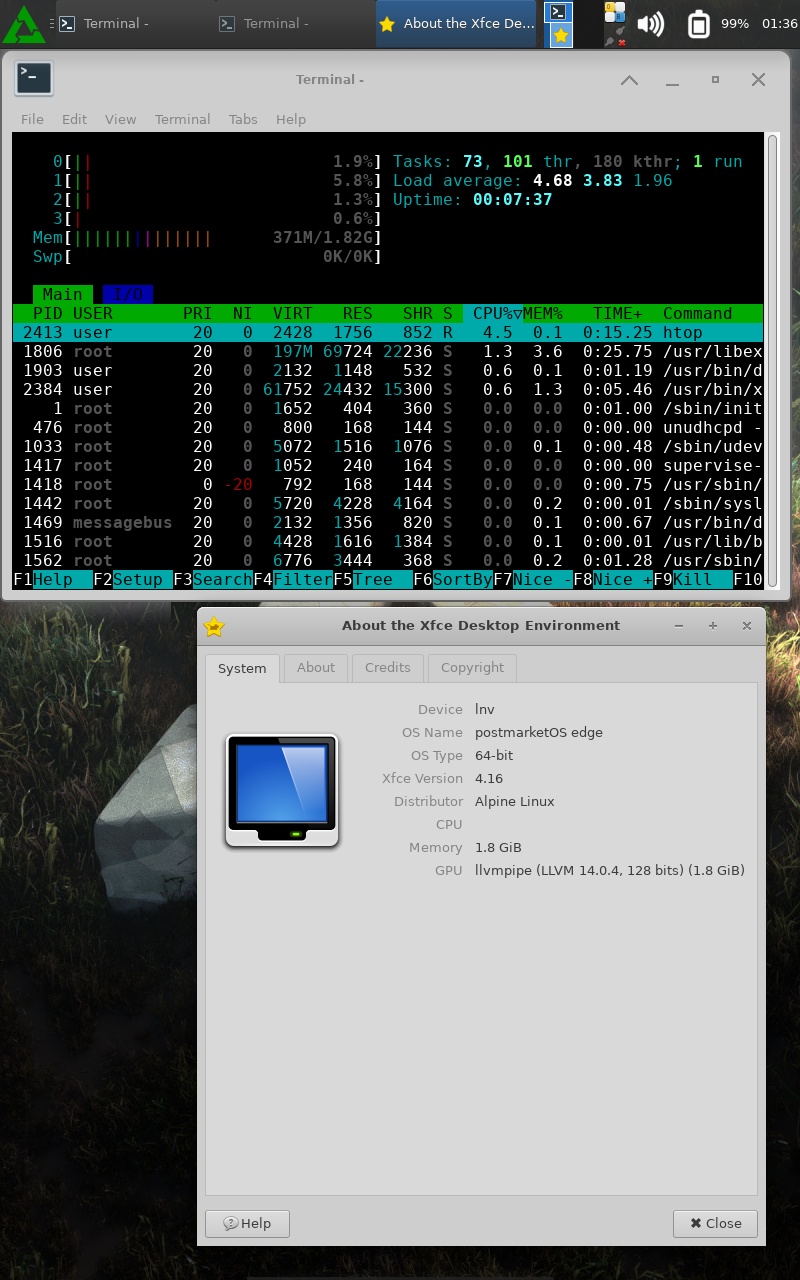 Terminal - Terminal - About the Xfce De... 99% 01:36
Terminal -
File Edit View Terminal Tabs Help
0[|| 1.9%] Tasks: 73, 101 thr, 180 kthr; 1 run
1[|| 5.8%] Load average: 4.68 3.83 1.96
2[|| 1.3%] Uptime: 00:07:37
3[| 0.6%]
Mem[|||||||||||||| 371M/1.82G]
Swp[ 0K/0K]
Main I/O
PID USER PRI NI VIRT RES SHR S CPU%▽MEM% TIME+ Command
2413 user 20 0 2428 1756 852 R 4.5 0.1 0:15.25 htop
1806 root 20 0 197M 69724 22236 S 1.3 3.6 0:25.75 /usr/libex
1903 user 20 0 2132 1148 532 S 0.6 0.1 0:01.19 /usr/bin/d
2384 user 20 0 61752 24432 15300 S 0.6 1.3 0:05.46 /usr/bin/x
1 root 20 0 1652 404 360 S 0.0 0.0 0:01.00 /sbin/init
476 root 20 0 800 168 144 S 0.0 0.0 0:00.00 unudhcpd -
1033 root 20 0 5072 1516 1076 S 0.0 0.1 0:00.48 /sbin/udev
1417 root 20 0 1052 240 164 S 0.0 0.0 0:00.00 supervise-
1418 root 0 -20 792 168 144 S 0.0 0.0 0:00.75 /usr/sbin/
1442 root 20 0 5720 4228 4164 S 0.0 0.2 0:00.01 /sbin/sysl
1469 messagebus 20 0 2132 1356 820 S 0.0 0.1 0:00.67 /usr/bin/d
1516 root 20 0 4428 1616 1384 S 0.0 0.1 0:00.01 /usr/lib/b
1562 root 20 0 6776 3444 368 S 0.0 0.2 0:01.28 /usr/sbin/
F1Help F2Setup F3SearchF4FilterF5Tree F6SortByF7Nice -F8Nice +F9Kill F10
About the Xfce Desktop Environment
System About Credits Copyright
Device lnv
OS Name postmarketOS edge
OS Type 64-bit
Xfce Version 4.16
Distributor Alpine Linux
CPU
Memory 1.8 GiB
GPU llvmpipe (LLVM 14.0.4, 128 bits) (1.8 GiB)
Help Close